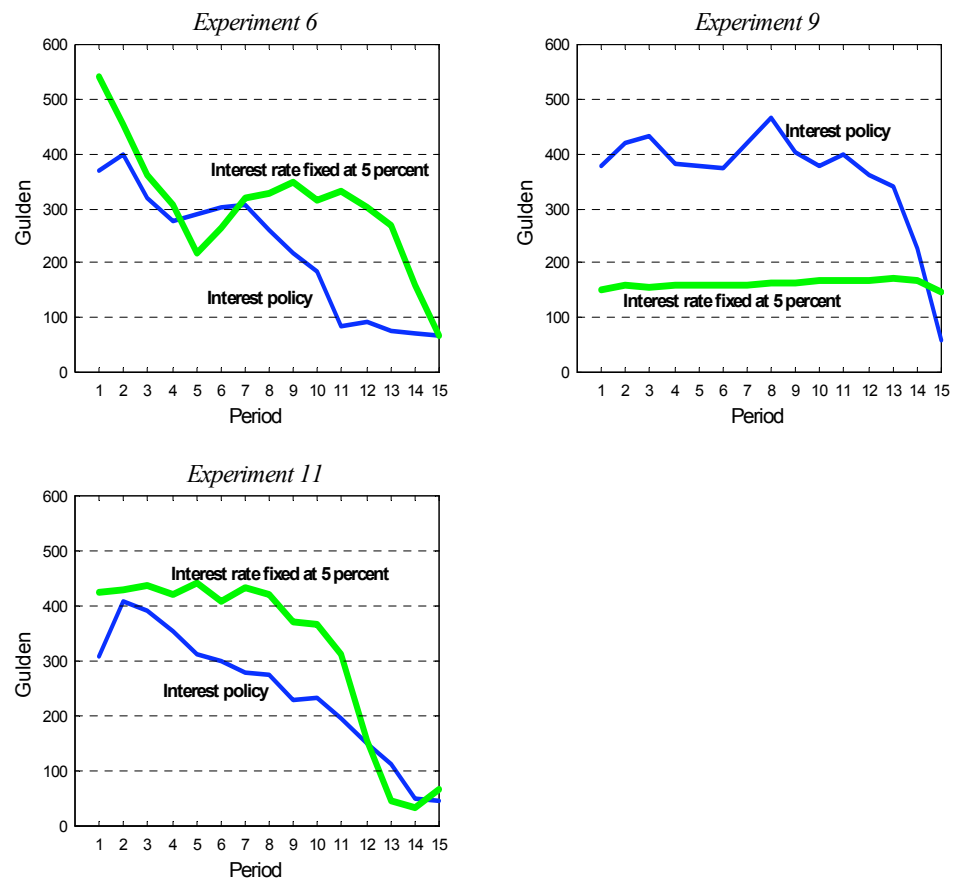 Experiment 6
600
500
400
300
200
100
0
Gulden
Interest rate fixed at 5 percent
Interest policy
1 2 3 4 5 6 7 8 9 10 11 12 13 14 15
Period
Experiment 9
600
500
400
300
200
100
0
Gulden
Interest policy
Interest rate fixed at 5 percent
1 2 3 4 5 6 7 8 9 10 11 12 13 14 15
Period
Experiment 11
600
500
400
300
200
100
0
Gulden
Interest rate fixed at 5 percent
Interest policy
1 2 3 4 5 6 7 8 9 10 11 12 13 14 15
Period